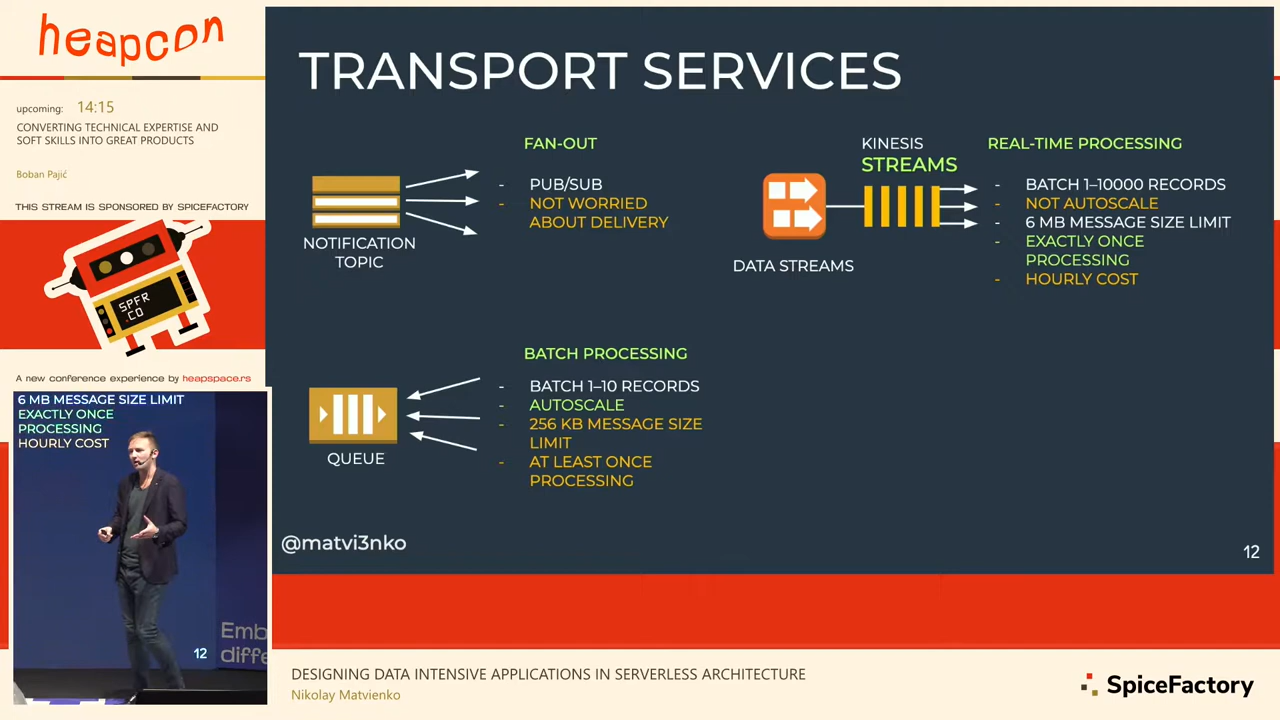 heapcon
upcoming: 14:15
CONVERTING TECHNICAL EXPERTISE AND
SOFT SKILLS INTO GREAT PRODUCTS
Boban Pajić
THIS STREAM IS SPONSORED BY SPICEFACTORY
SPFR
.CO
A new conference experience by heapspace.rs
6 MB MESSAGE SIZE LIMIT
EXACTLY ONCE
PROCESSING
HOURLY COST
Emb
diffe
12
TRANSPORT SERVICES
FAN-OUT
- PUB/SUB
- NOT WORRIED
ABOUT DELIVERY
NOTIFICATION
TOPIC
KINESIS
STREAMS
DATA STREAMS
REAL-TIME PROCESSING
- BATCH 1–10000 RECORDS
- NOT AUTOSCALE
- 6 MB MESSAGE SIZE LIMIT
- EXACTLY ONCE
PROCESSING
- HOURLY COST
BATCH PROCESSING
- BATCH 1–10 RECORDS
- AUTOSCALE
- 256 KB MESSAGE SIZE
LIMIT
- AT LEAST ONCE
PROCESSING
QUEUE
@matvi3nko
12
DESIGNING DATA INTENSIVE APPLICATIONS IN SERVERLESS ARCHITECTURE
Nikolay Matvienko
SpiceFactory